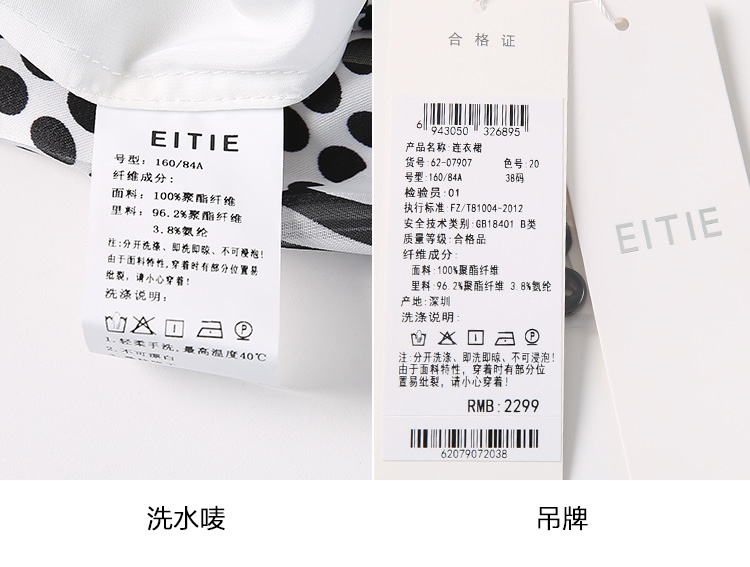 EITIE
号型：160/84A
纤维成分：
面料：100%聚酯纤维
里料：96.2%聚酯纤维
3.8%氨纶
注：分开洗涤、即洗即晾、不可浸泡！
由于面料特性，穿着时有部分位置易
纰裂，请小心穿着！
洗涤说明：
1.轻柔手洗，最高温度40℃
2.不可漂白
合格证
6 943050 326895
产品名称：连衣裙
货号：62-07907 色号：20
号型：160/84A 38码
检验员：01
执行标准：FZ/T81004-2012
安全技术类别：GB18401 B类
质量等级：合格品
纤维成分：
面料：100%聚酯纤维
里料：96.2%聚酯纤维 3.8%氨纶
产地：深圳
洗涤说明：
注：分开洗涤、即洗即晾、不可浸泡！
由于面料特性，穿着时有部分位
置易纰裂，请小心穿着！
RMB：2299
62079072038
EITIE
洗水唛
吊牌